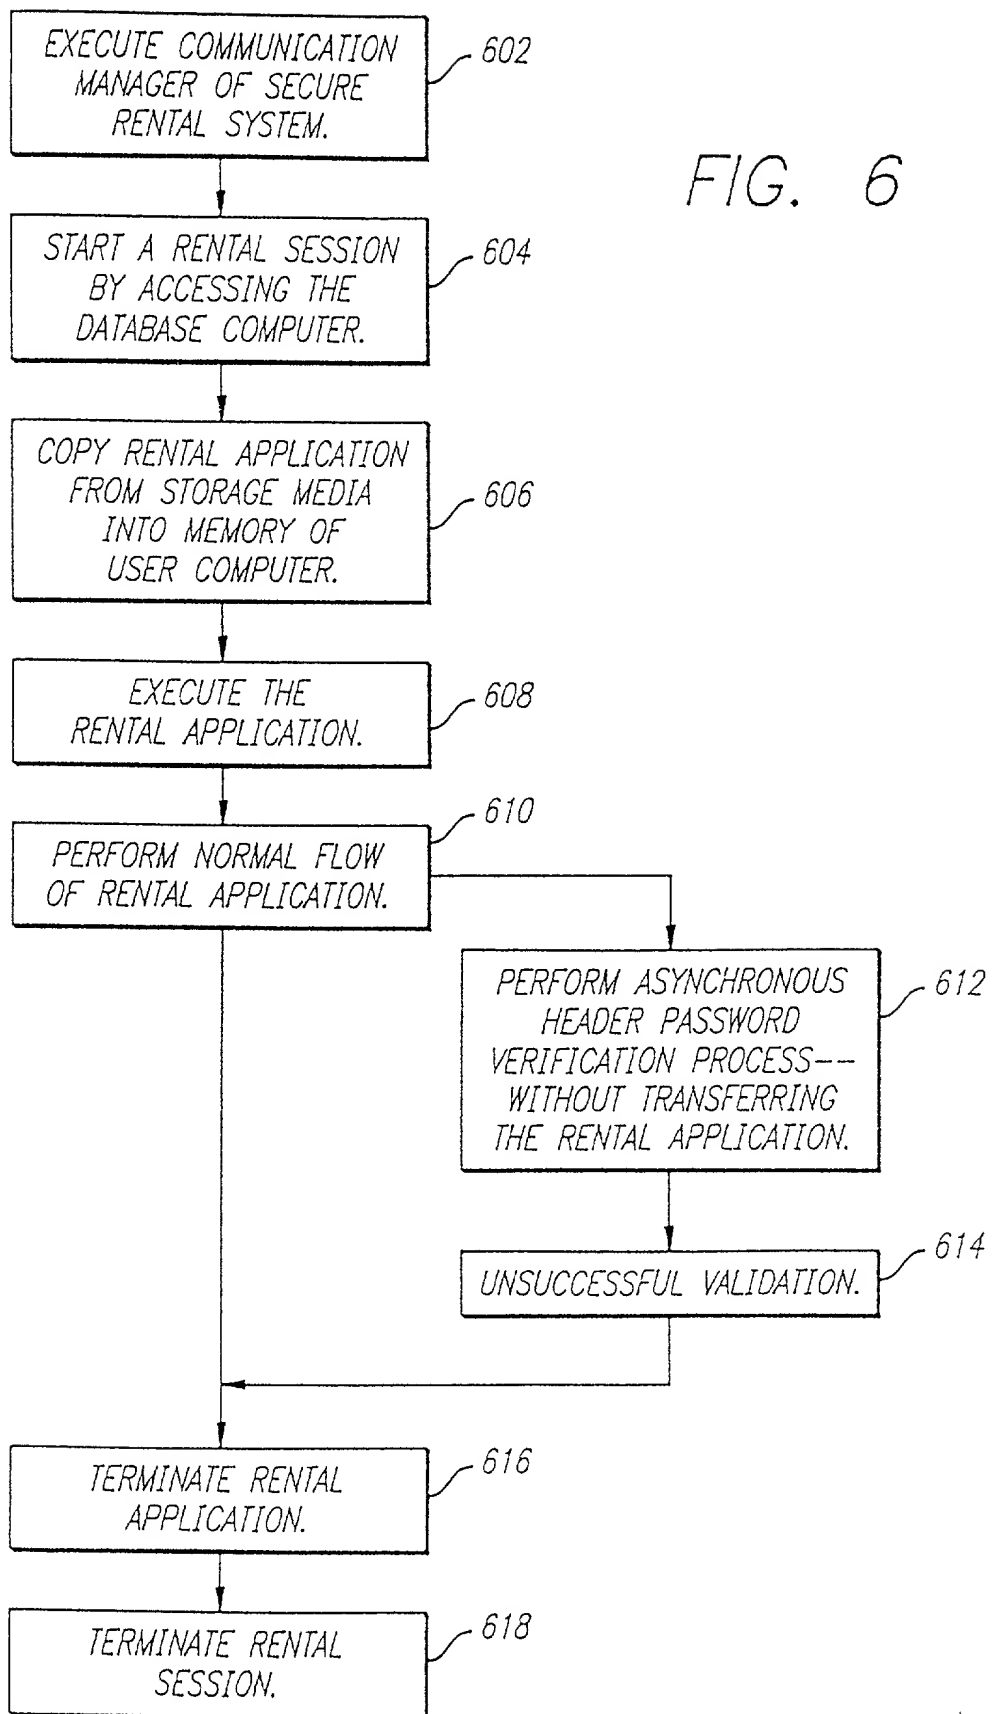 EXECUTE COMMUNICATION
MANAGER OF SECURE
RENTAL SYSTEM.
602
FIG. 6
START A RENTAL SESSION
BY ACCESSING THE
DATABASE COMPUTER.
604
COPY RENTAL APPLICATION
FROM STORAGE MEDIA
INTO MEMORY OF
USER COMPUTER.
606
EXECUTE THE
RENTAL APPLICATION.
608
610
PERFORM NORMAL FLOW
OF RENTAL APPLICATION.
PERFORM ASYNCHRONOUS
HEADER PASSWORD
VERIFICATION PROCESS--
WITHOUT TRANSFERRING
THE RENTAL APPLICATION.
612
UNSUCCESSFUL VALIDATION.
614
TERMINATE RENTAL
APPLICATION.
616
TERMINATE RENTAL
SESSION.
618